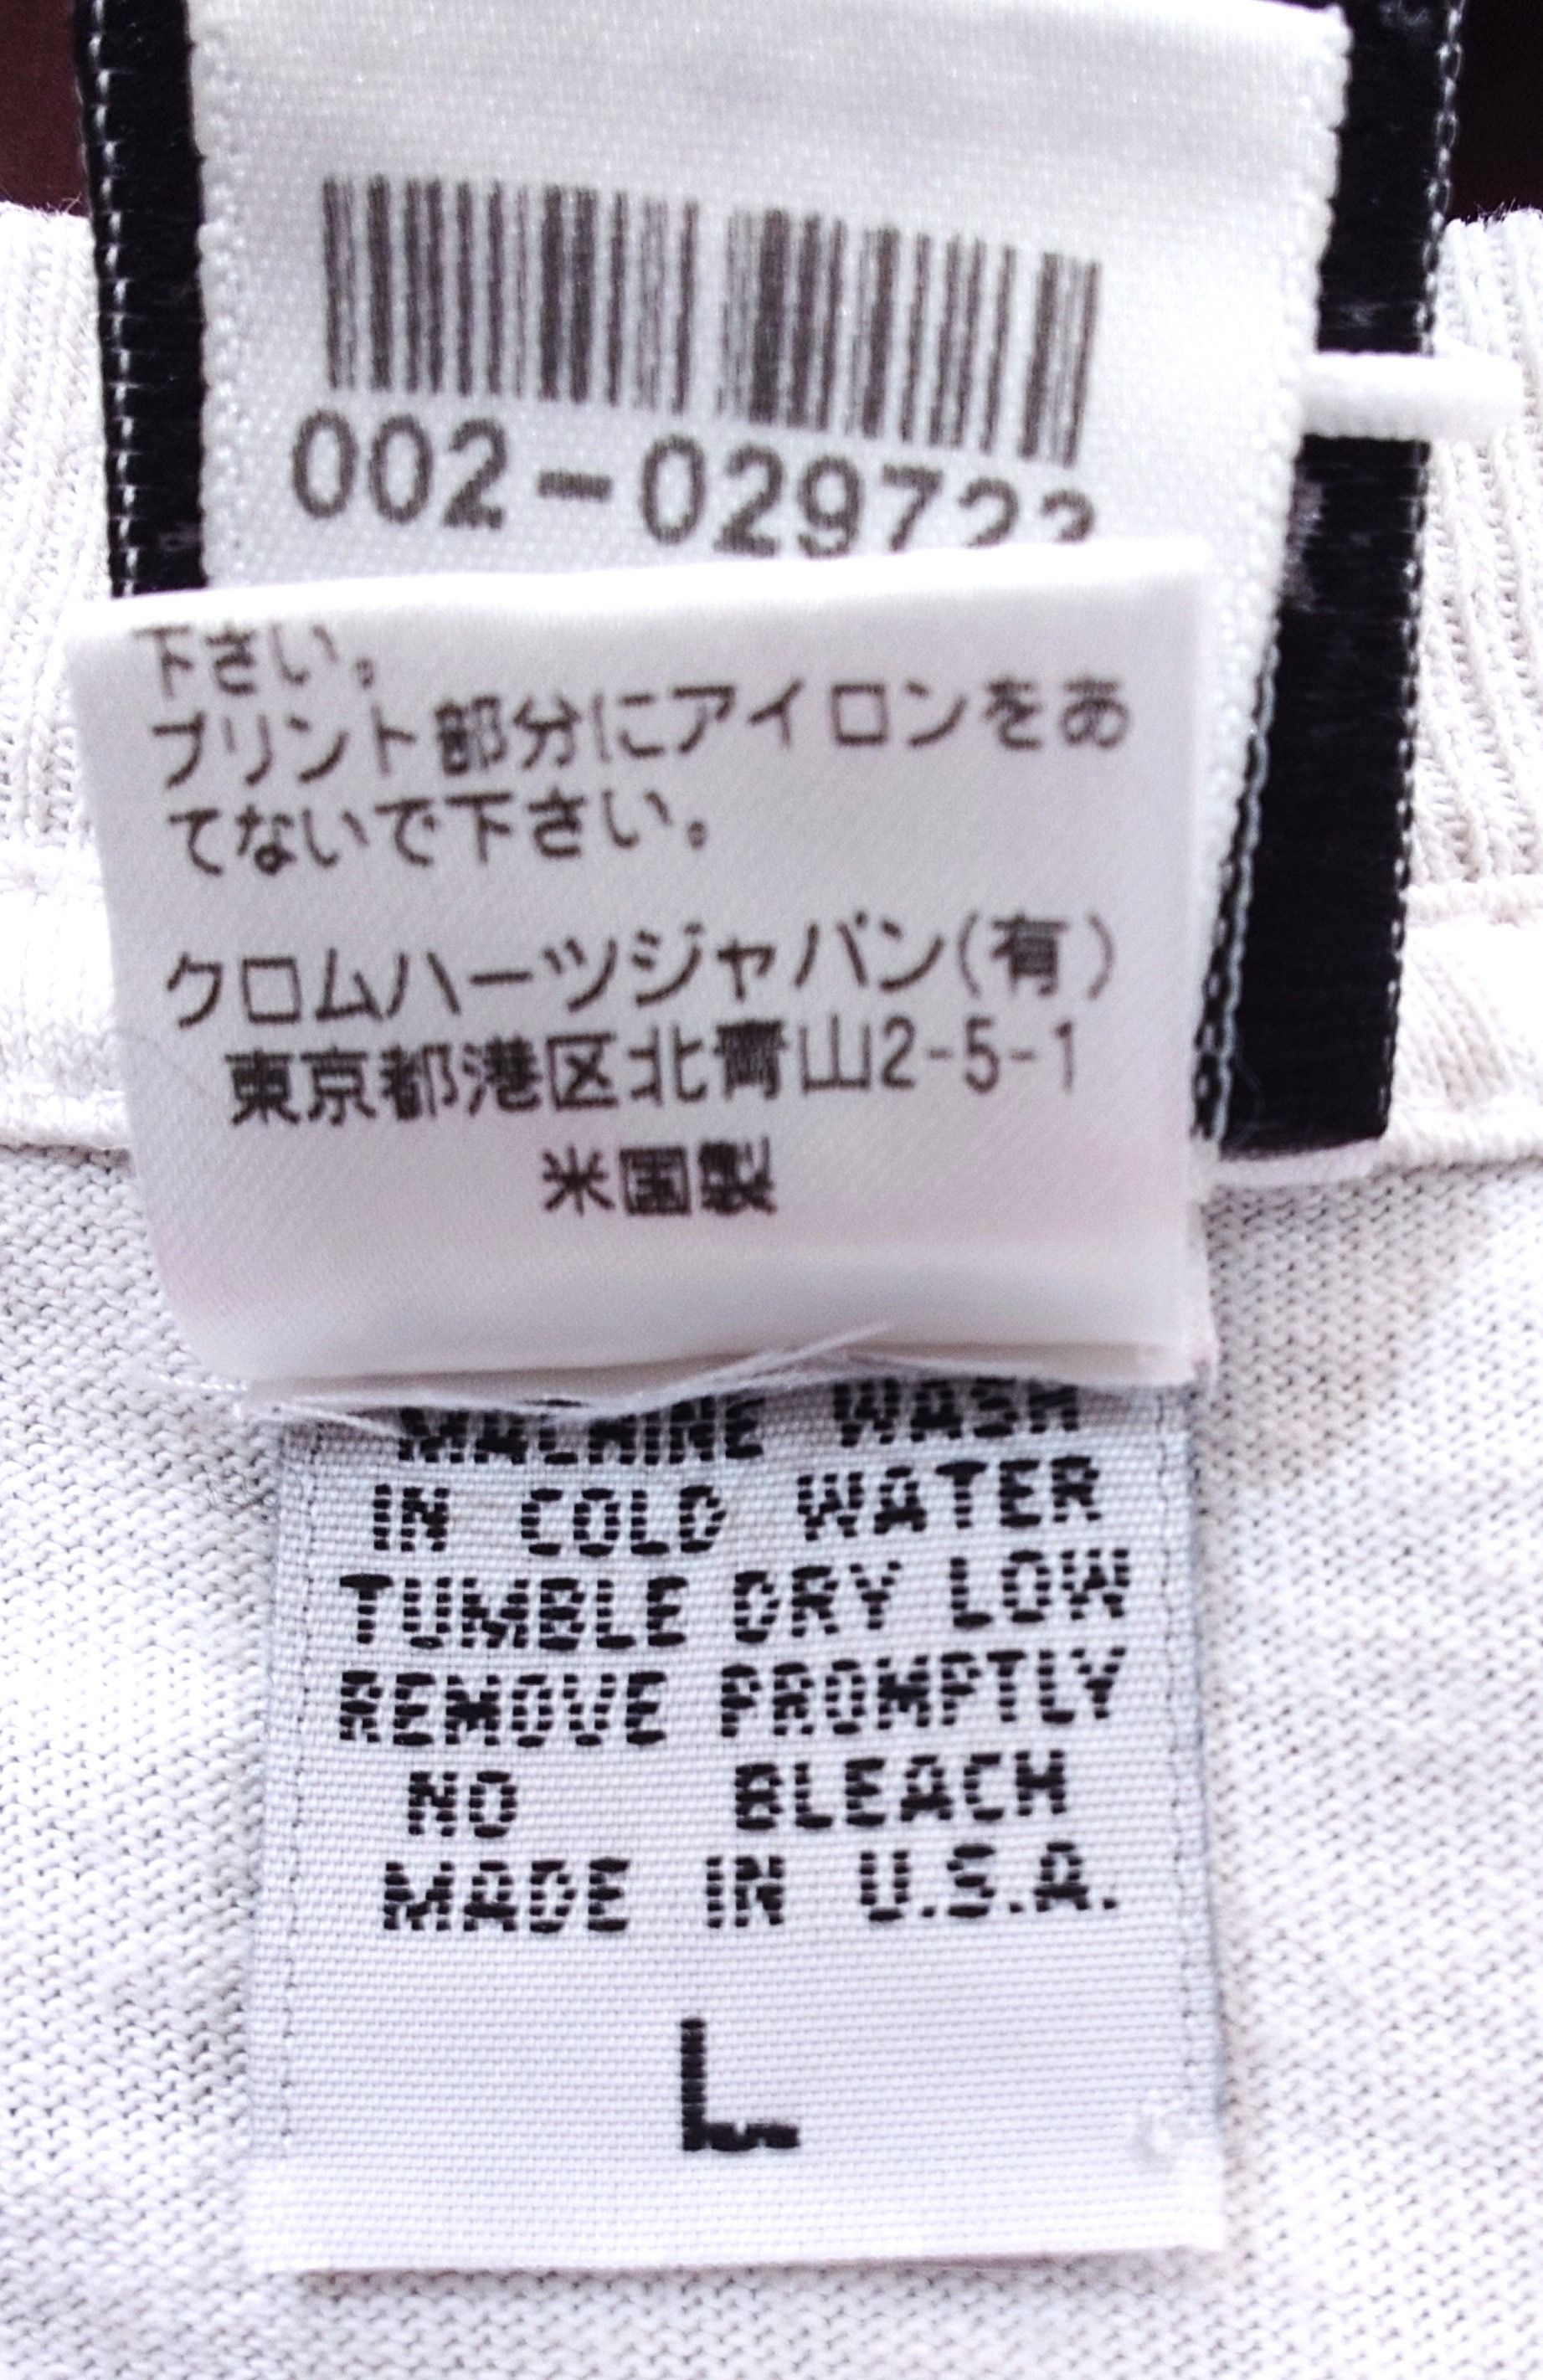 002-029722
下さい。
プリント部分にアイロンをあ
てないで下さい。
クロムハーツジャパン(有)
東京都港区北青山2-5-1
米国製
MACHINE WASH
IN COLD WATER
TUMBLE DRY LOW
REMOVE PROMPTLY
NO BLEACH
MADE IN U.S.A.
L